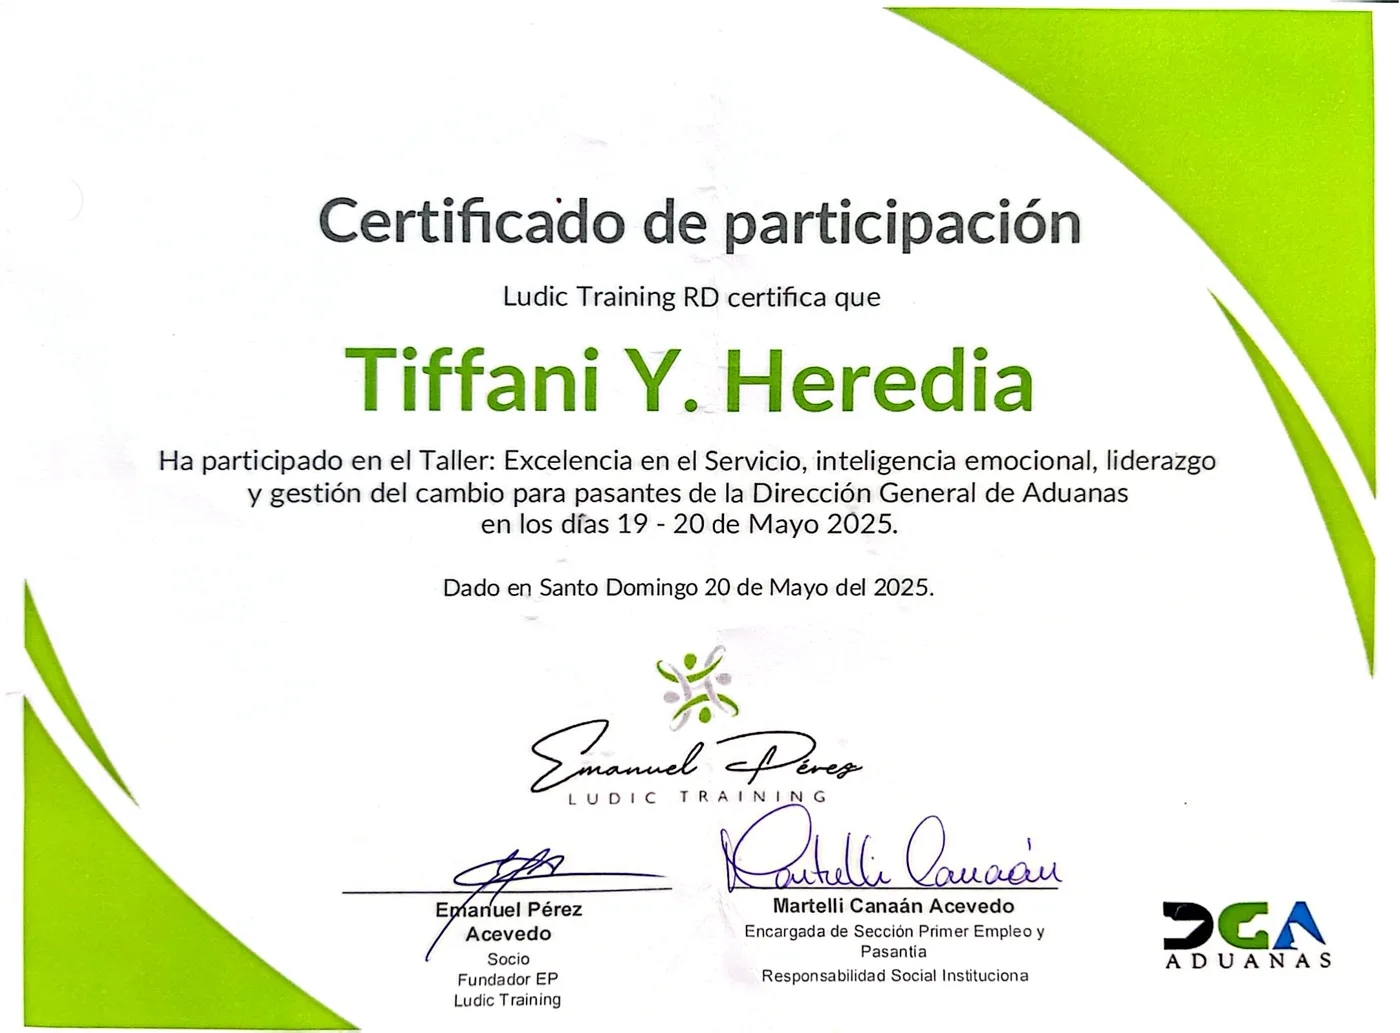 Certificado de participación
Ludic Training RD certifica que
Tiffani Y. Heredia
Ha participado en el Taller: Excelencia en el Servicio, inteligencia emocional, liderazgo
y gestión del cambio para pasantes de la Dirección General de Aduanas
en los días 19 - 20 de Mayo 2025.
Dado en Santo Domingo 20 de Mayo del 2025.
Emanuel Pérez
LUDIC TRAINING
Martelli Canaán
Emanuel Pérez
Acevedo
Socio
Fundador EP
Ludic Training
Martelli Canaán Acevedo
Encargada de Sección Primer Empleo y
Pasantía
Responsabilidad Social Instituciona
DGA
ADUANAS